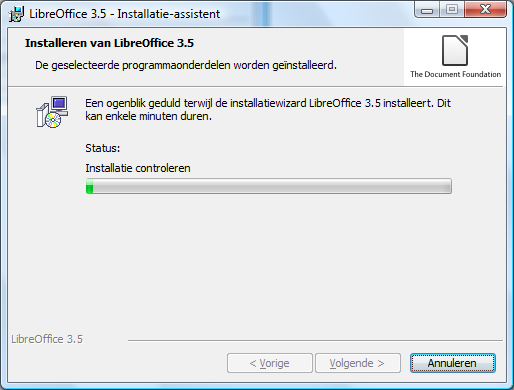 LibreOffice 3.5 - Installatie-assistent
Installeren van LibreOffice 3.5
De geselecteerde programmaonderdelen worden geïnstalleerd.
The Document Foundation
Een ogenblik geduld terwijl de installatiewizard LibreOffice 3.5 installeert. Dit
kan enkele minuten duren.
Status:
Installatie controleren
LibreOffice 3.5
< Vorige
Volgende >
Annuleren